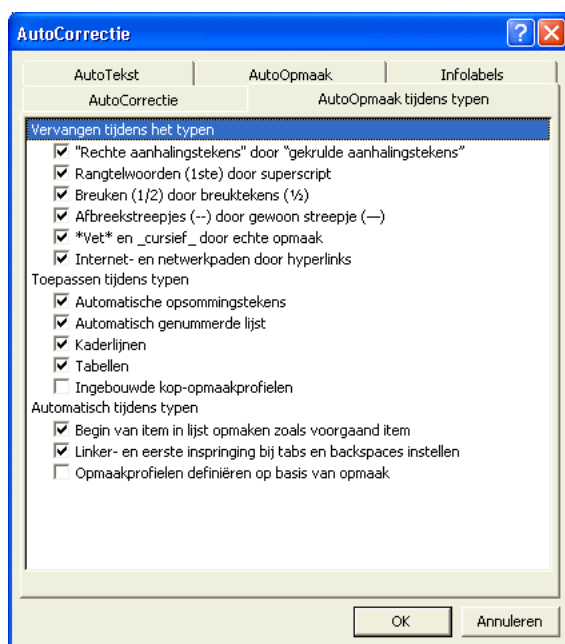 AutoCorrectie
AutoTekst
AutoOpmaak
Infolabels
AutoCorrectie
AutoOpmaak tijdens typen
Vervangen tijdens het typen
"Rechte aanhalingstekens" door “gekrulde aanhalingstekens”
Rangtelwoorden (1ste) door superscript
Breuken (1/2) door breuktekens (½)
Afbreekstreepjes (--) door gewoon streepje (—)
*Vet* en _cursief_ door echte opmaak
Internet- en netwerkpaden door hyperlinks
Toepassen tijdens typen
Automatische opsommingstekens
Automatisch genummerde lijst
Kaderlijnen
Tabellen
Ingebouwde kop-opmaakprofielen
Automatisch tijdens typen
Begin van item in lijst opmaken zoals voorgaand item
Linker- en eerste inspringing bij tabs en backspaces instellen
Opmaakprofielen definiëren op basis van opmaak
OK
Annuleren